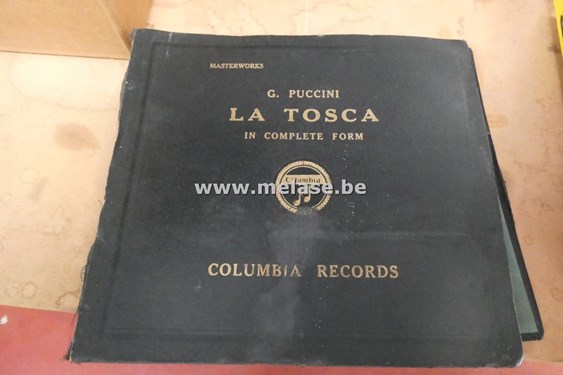 MASTERWORKS
G. PUCCINI
LA TOSCA
IN COMPLETE FORM
Columbia
www.melase.be
COLUMBIA RECORDS